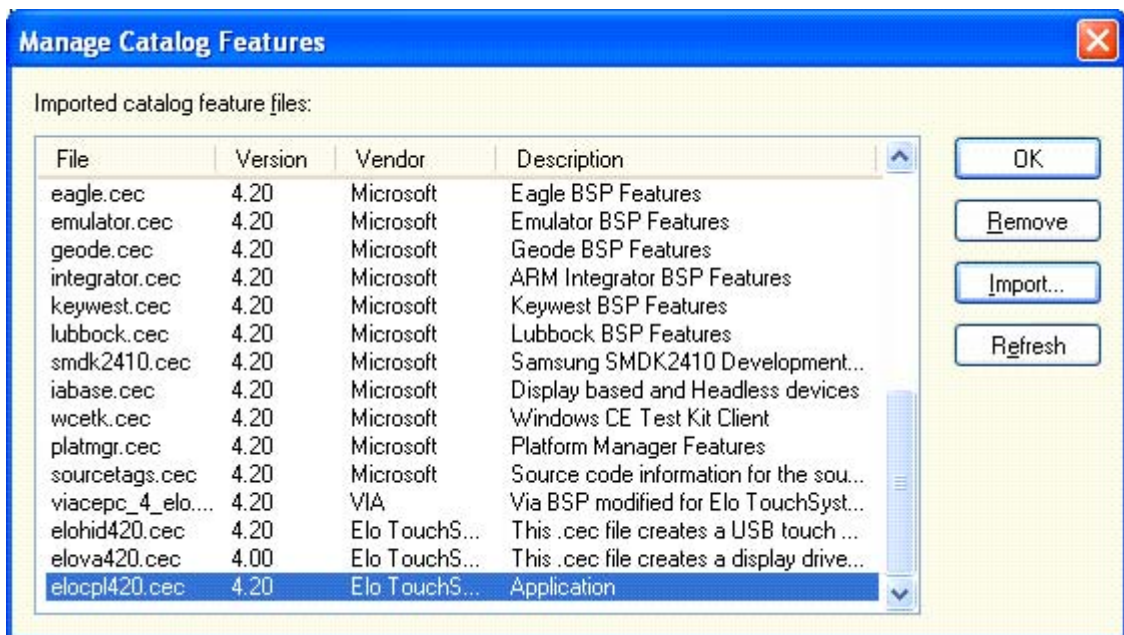 Manage Catalog Features
Imported catalog feature files:
File Version Vendor Description
eagle.cec 4.20 Microsoft Eagle BSP Features
emulator.cec 4.20 Microsoft Emulator BSP Features
geode.cec 4.20 Microsoft Geode BSP Features
integrator.cec 4.20 Microsoft ARM Integrator BSP Features
keywest.cec 4.20 Microsoft Keywest BSP Features
lubbock.cec 4.20 Microsoft Lubbock BSP Features
smdk2410.cec 4.20 Microsoft Samsung SMDK2410 Development...
iabase.cec 4.20 Microsoft Display based and Headless devices
wcetk.cec 4.20 Microsoft Windows CE Test Kit Client
platmgr.cec 4.20 Microsoft Platform Manager Features
sourcetags.cec 4.20 Microsoft Source code information for the sou...
viacepc_4_elo.... 4.20 VIA Via BSP modified for Elo TouchSyst...
elohid420.cec 4.20 Elo TouchS... This .cec file creates a USB touch ...
elova420.cec 4.00 Elo TouchS... This .cec file creates a display drive...
elocpl420.cec 4.20 Elo TouchS... Application
OK
Remove
Import...
Refresh